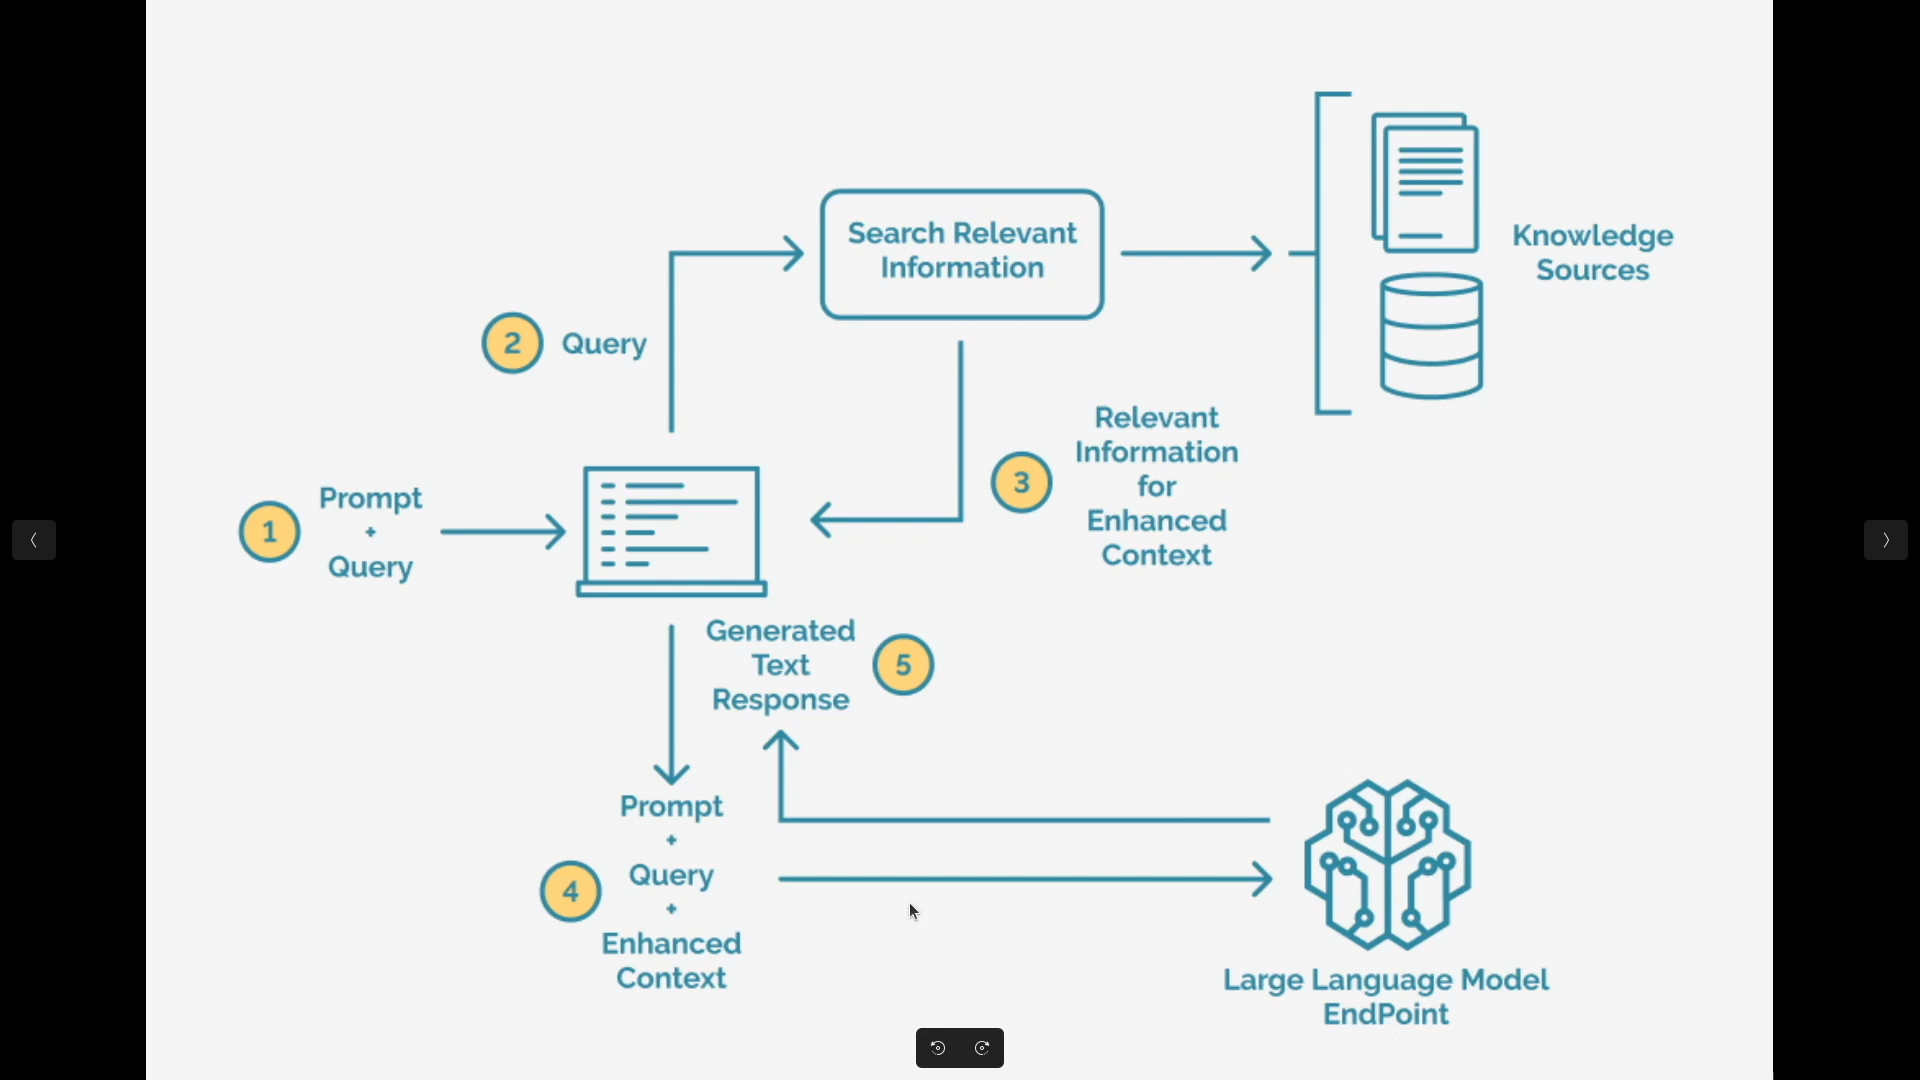 Search Relevant
Information
Knowledge
Sources
2
Query
Relevant
Information
for
Enhanced
Context
3
1
Prompt
+
Query
Generated
Text
Response
5
Prompt
+
Query
+
Enhanced
Context
4
Large Language Model
EndPoint